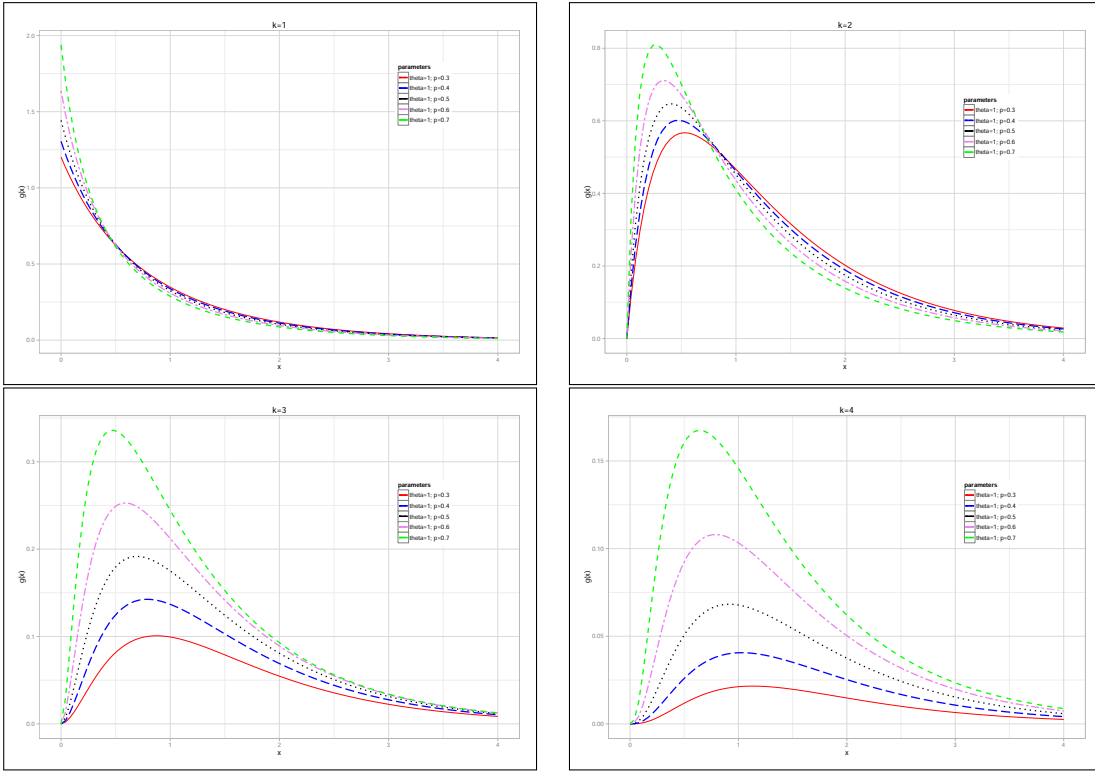 k=1
2.0
1.5
1.0
0.5
0.0
g(x)
parameters
theta=1; p=0.3
theta=1; p=0.4
theta=1; p=0.5
theta=1; p=0.6
theta=1; p=0.7
0 1 2 3 4
x
k=2
0.8
0.6
0.4
0.2
0.0
g(x)
parameters
theta=1; p=0.3
theta=1; p=0.4
theta=1; p=0.5
theta=1; p=0.6
theta=1; p=0.7
0 1 2 3 4
x
k=3
0.3
0.2
0.1
0.0
g(x)
parameters
theta=1; p=0.3
theta=1; p=0.4
theta=1; p=0.5
theta=1; p=0.6
theta=1; p=0.7
0 1 2 3 4
x
k=4
0.15
0.10
0.05
0.00
g(x)
parameters
theta=1; p=0.3
theta=1; p=0.4
theta=1; p=0.5
theta=1; p=0.6
theta=1; p=0.7
0 1 2 3 4
x